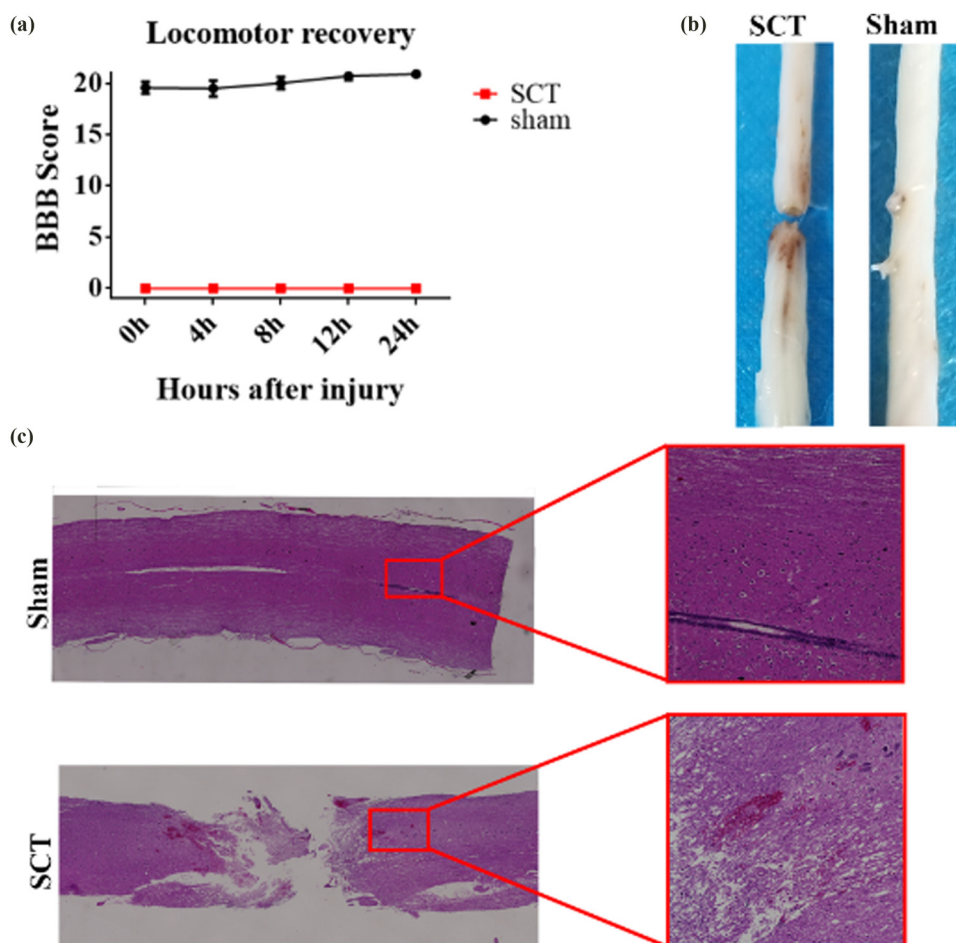 (a)
Locomotor recovery
BBB Score
20
15
10
5
0
0h
4h
8h
12h
24h
Hours after injury
SCT
sham
(b)
SCT
Sham
(c)
Sham
SCT